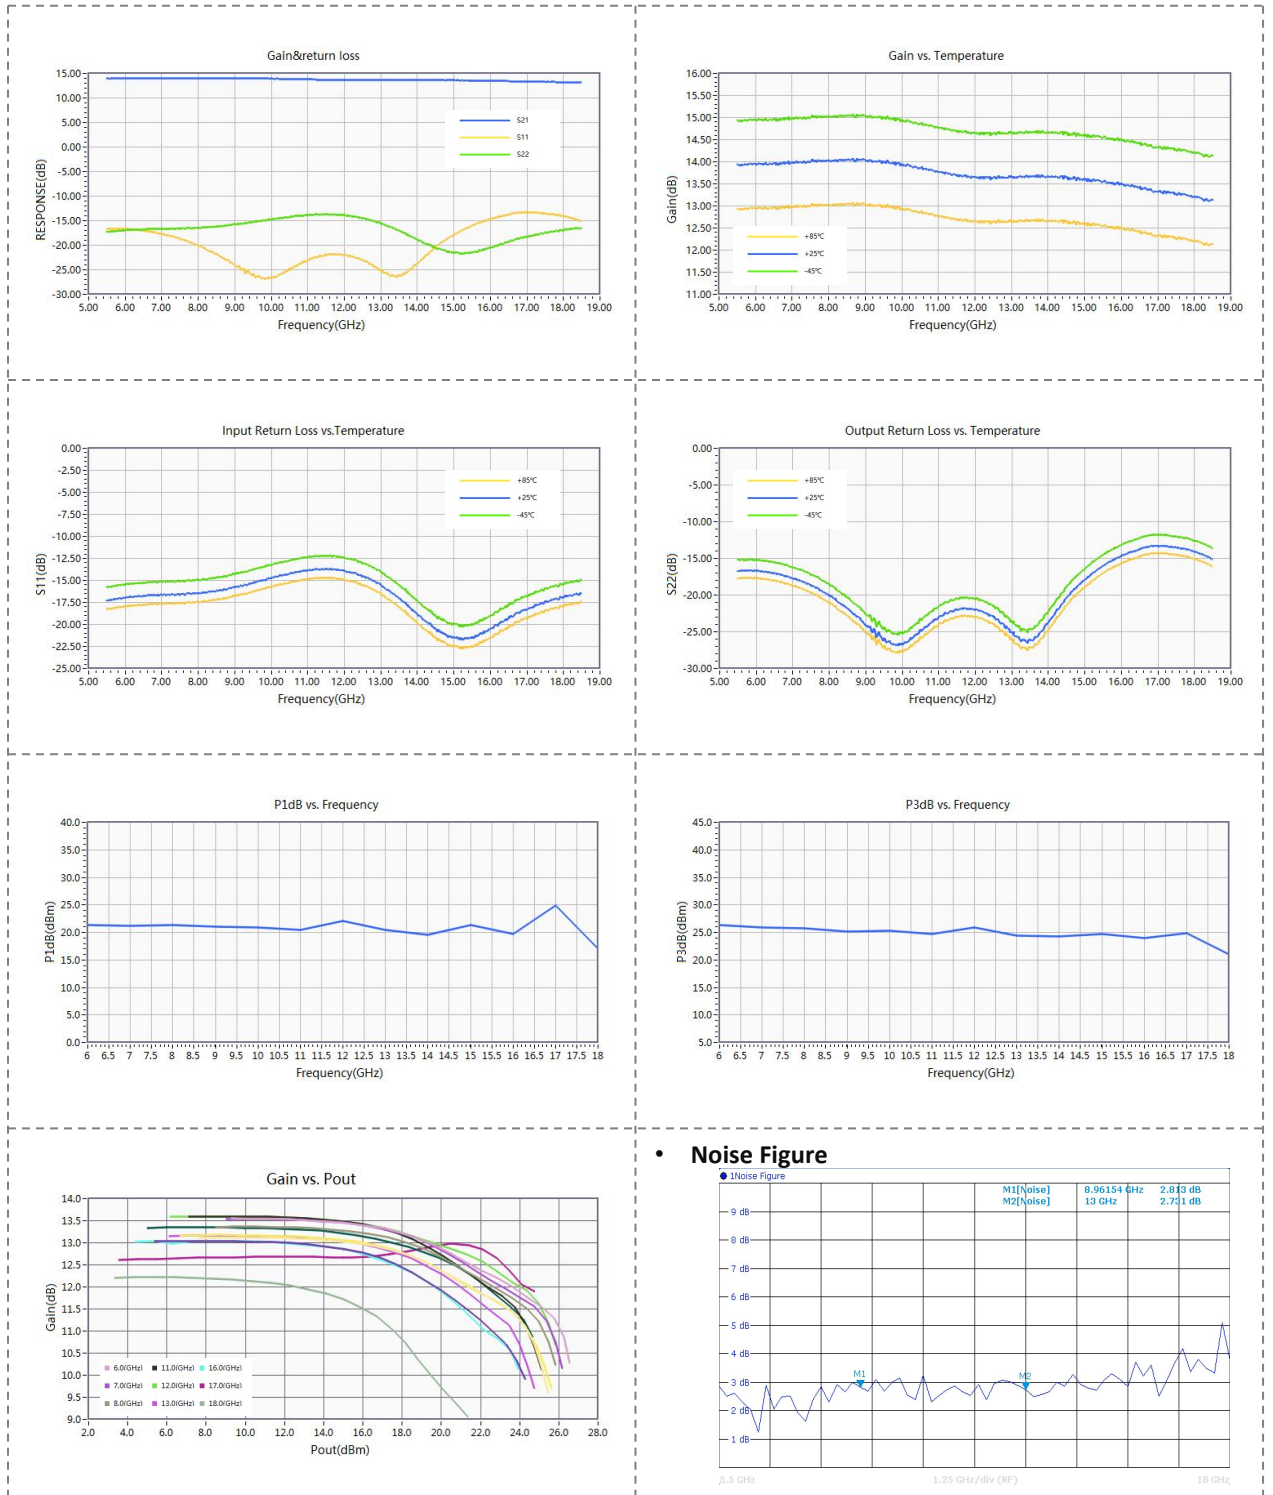 Gain&return loss
15.00
10.00
5.00
0.00
-5.00
-10.00
-15.00
-20.00
-25.00
-30.00
RESPONSE(dB)
S21
S11
S22
5.00 6.00 7.00 8.00 9.00 10.00 11.00 12.00 13.00 14.00 15.00 16.00 17.00 18.00 19.00
Frequency(GHz)
Gain vs. Temperature
16.00
15.50
15.00
14.50
14.00
13.50
13.00
12.50
12.00
11.50
11.00
Gain(dB)
+85℃
+25℃
-45℃
5.00 6.00 7.00 8.00 9.00 10.00 11.00 12.00 13.00 14.00 15.00 16.00 17.00 18.00 19.00
Frequency(GHz)
Input Return Loss vs.Temperature
0.00
-2.50
-5.00
-7.50
-10.00
-12.50
-15.00
-17.50
-20.00
-22.50
-25.00
S11(dB)
+85℃
+25℃
-45℃
5.00 6.00 7.00 8.00 9.00 10.00 11.00 12.00 13.00 14.00 15.00 16.00 17.00 18.00 19.00
Frequency(GHz)
Output Return Loss vs. Temperature
0.00
-5.00
-10.00
-15.00
-20.00
-25.00
-30.00
S22(dB)
+85℃
+25℃
-45℃
5.00 6.00 7.00 8.00 9.00 10.00 11.00 12.00 13.00 14.00 15.00 16.00 17.00 18.00 19.00
Frequency(GHz)
P1dB vs. Frequency
40.0
35.0
30.0
25.0
20.0
15.0
10.0
5.0
0.0
P1dB(dBm)
6 6.5 7 7.5 8 8.5 9 9.5 10 10.5 11 11.5 12 12.5 13 13.5 14 14.5 15 15.5 16 16.5 17 17.5 18
Frequency(GHz)
P3dB vs. Frequency
45.0
40.0
35.0
30.0
25.0
20.0
15.0
10.0
5.0
P3dB(dBm)
6 6.5 7 7.5 8 8.5 9 9.5 10 10.5 11 11.5 12 12.5 13 13.5 14 14.5 15 15.5 16 16.5 17 17.5 18
Frequency(GHz)
Gain vs. Pout
14.0
13.5
13.0
12.5
12.0
11.5
11.0
10.5
10.0
9.5
9.0
Gain(dB)
6.0(GHz) 11.0(GHz) 16.0(GHz)
7.0(GHz) 12.0(GHz) 17.0(GHz)
8.0(GHz) 13.0(GHz) 18.0(GHz)
2.0 4.0 6.0 8.0 10.0 12.0 14.0 16.0 18.0 20.0 22.0 24.0 26.0 28.0
Pout(dBm)
• Noise Figure
1Noise Figure
M1[Noise] 8.96154 GHz 2.813 dB
M2[Noise] 13 GHz 2.731 dB
9 dB
8 dB
7 dB
6 dB
5 dB
4 dB
3 dB
2 dB
1 dB
M1
M2
5.5 GHz 1.25 GHz/div (RF) 18 GHz